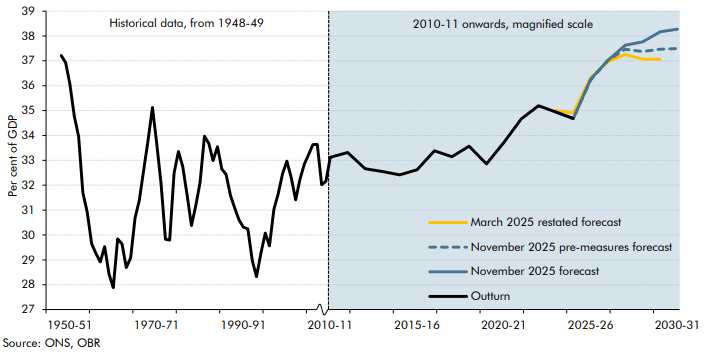 Historical data, from 1948-49
2010-11 onwards, magnified scale
Per cent of GDP
39
38
37
36
35
34
33
32
31
30
29
28
27
March 2025 restated forecast
November 2025 pre-measures forecast
November 2025 forecast
Outturn
1950-51 1970-71 1990-91 2010-11 2015-16 2020-21 2025-26 2030-31
Source: ONS, OBR